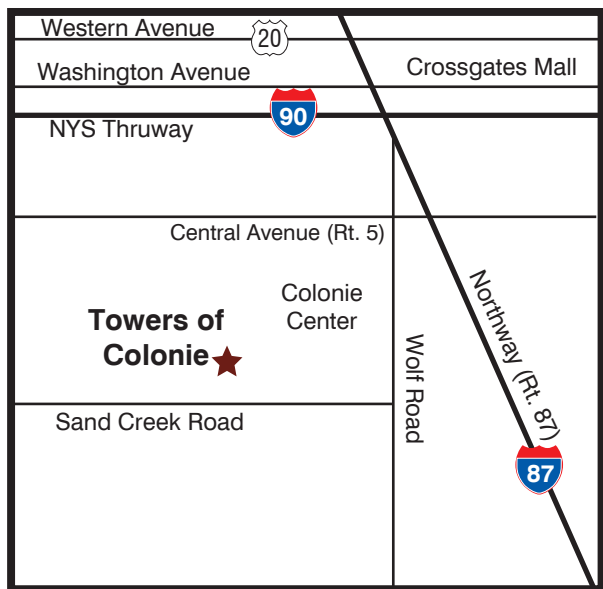 Western Avenue
20
Washington Avenue
Crossgates Mall
90
NYS Thruway
Central Avenue (Rt. 5)
Colonie
Center
Towers of
Colonie
Northway (Rt. 87)
Wolf Road
Sand Creek Road
87